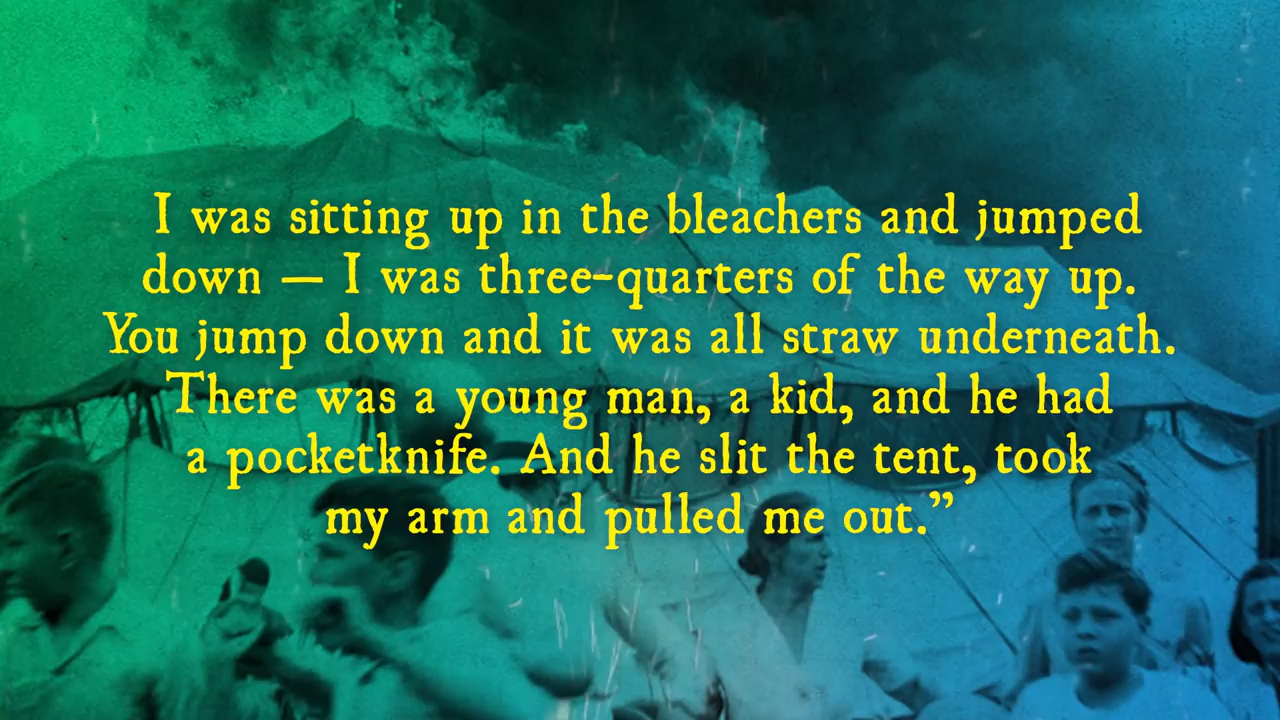 I was sitting up in the bleachers and jumped
down — I was three-quarters of the way up.
You jump down and it was all straw underneath.
There was a young man, a kid, and he had
a pocketknife. And he slit the tent, took
my arm and pulled me out.”